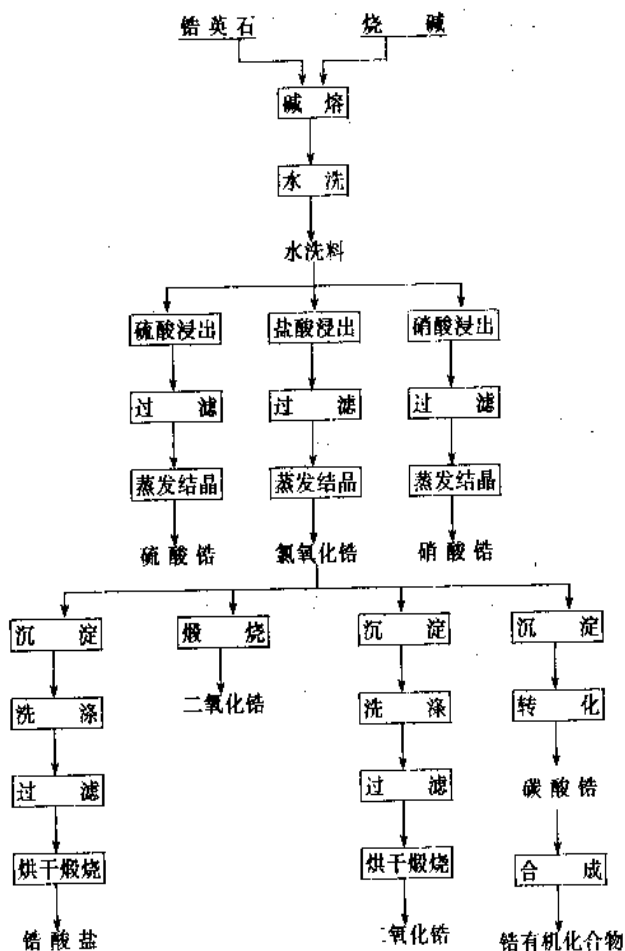 锆英石 烧 碱
碱 熔
水 洗
水洗料
硫酸浸出 盐酸浸出 硝酸浸出
过 滤 过 滤 过 滤
蒸发结晶 蒸发结晶 蒸发结晶
硫酸锆 氯氧化锆 硝酸锆
沉 淀 煅 烧 沉 淀 沉 淀
二氧化锆
洗 涤 洗 涤 转 化
过 滤 过 滤 碳酸锆
烘干煅烧 烘干煅烧 合 成
锆酸盐 二氧化锆 锆有机化合物